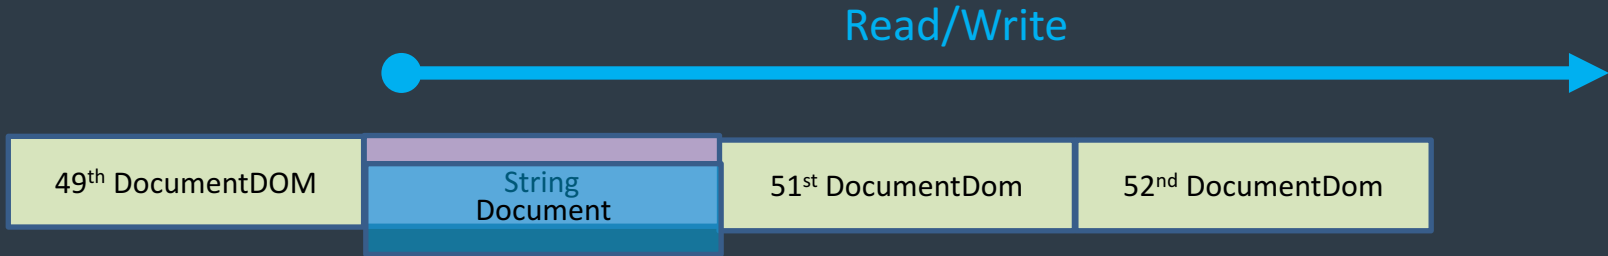 Read/Write
49th DocumentDOM
String
Document
51st DocumentDom
52nd DocumentDom